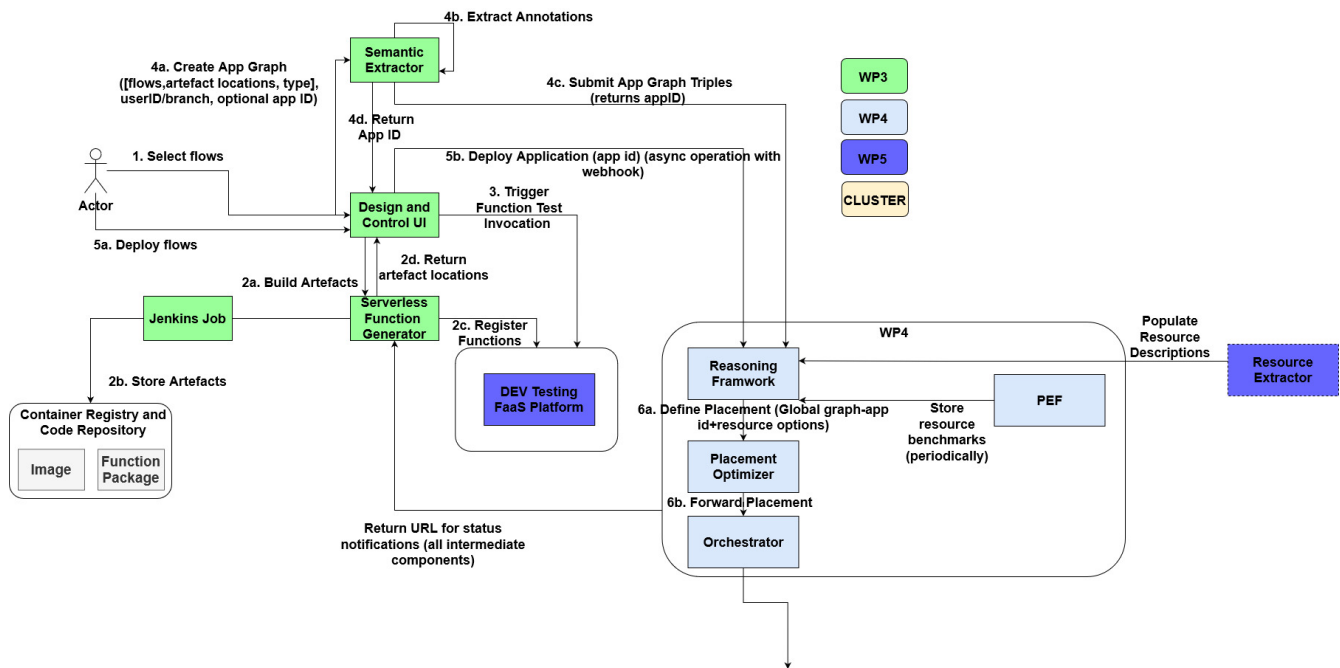 4b. Extract Annotations
Semantic
Extractor
4a. Create App Graph
([flows,artefact locations, type],
userID/branch, optional app ID)
4c. Submit App Graph Triples
(returns appID)
WP3
WP4
WP5
CLUSTER
4d. Return
App ID
1. Select flows
5b. Deploy Application (app id) (async operation with
webhook)
Actor
Design and
Control UI
3. Trigger
Function Test
Invocation
5a. Deploy flows
2d. Return
artefact locations
2a. Build Artefacts
Jenkins Job
Serverless
Function
Generator
2c. Register
Functions
WP4
Populate
Resource
Descriptions
Reasoning
Framwork
Resource
Extractor
2b. Store Artefacts
DEV Testing
FaaS Platform
PEF
6a. Define Placement (Global graph-app
id+resource options)
Store
resource
benchmarks
(periodically)
Container Registry and
Code Repository
Image
Function
Package
Placement
Optimizer
6b. Forward Placement
Return URL for status
notifications (all intermediate
components)
Orchestrator